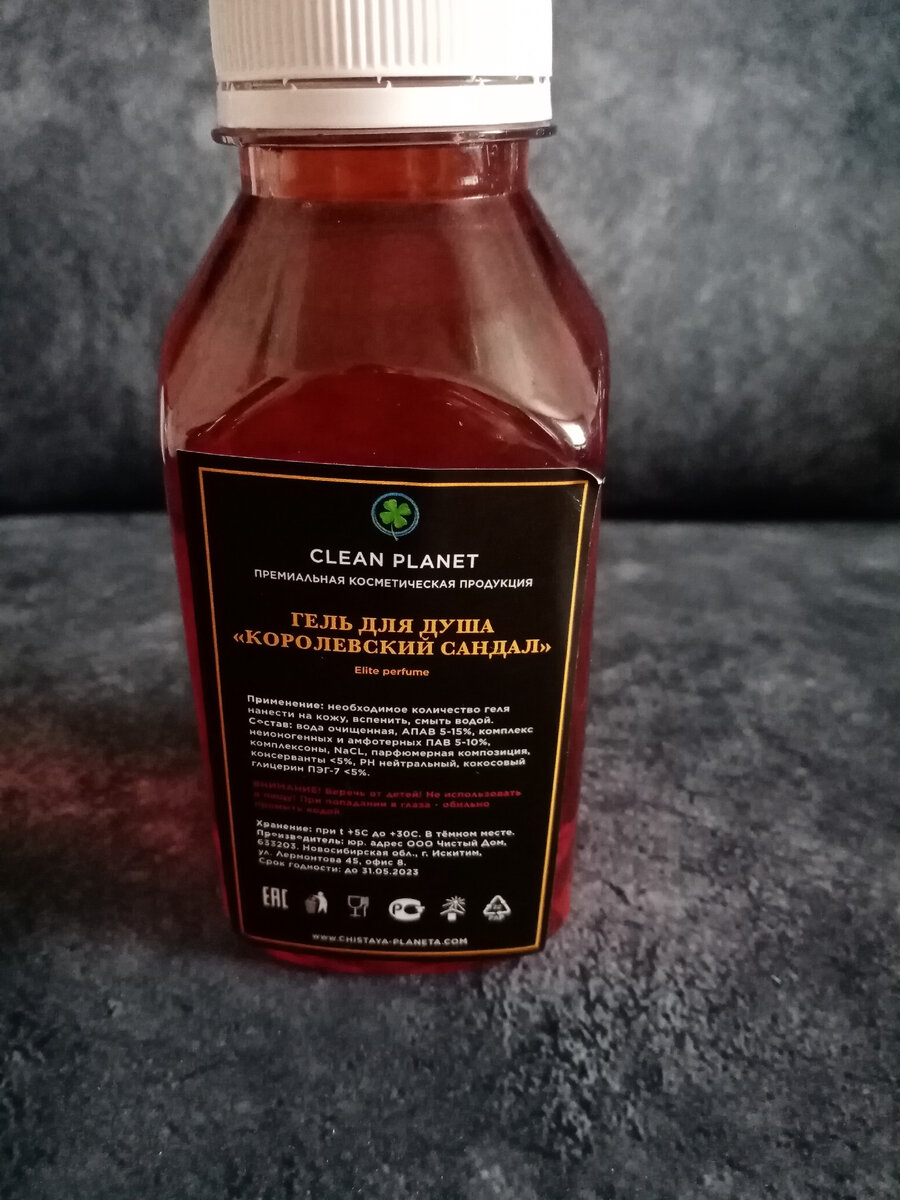 CLEAN PLANET
ПРЕМИАЛЬНАЯ КОСМЕТИЧЕСКАЯ ПРОДУКЦИЯ
ГЕЛЬ ДЛЯ ДУША
«КОРОЛЕВСКИЙ САНДАЛ»
Elite perfume
Применение: необходимое количество геля
нанести на кожу, вспенить, смыть водой.
Состав: вода очищенная, АПАВ 5-15%, комплекс
неионогенных и амфотерных ПАВ 5-10%,
комплексоны, NaCL, парфюмерная композиция,
консерванты <5%, PH нейтральный, кокосовый
глицерин ПЭГ-7 <5%.
ВНИМАНИЕ! Беречь от детей! Не использовать
в пищу! При попадании в глаза - обильно
промыть водой
Хранение: при t +5С до +30С. В тёмном месте.
Производитель: юр. адрес ООО Чистый Дом,
633203. Новосибирская обл., г. Искитим,
ул. Лермонтова 45, офис 8.
Срок годности: до 31.05.2023
EAC
РСТ
PAP
WWW.CHISTAYA-PLANETA.COM